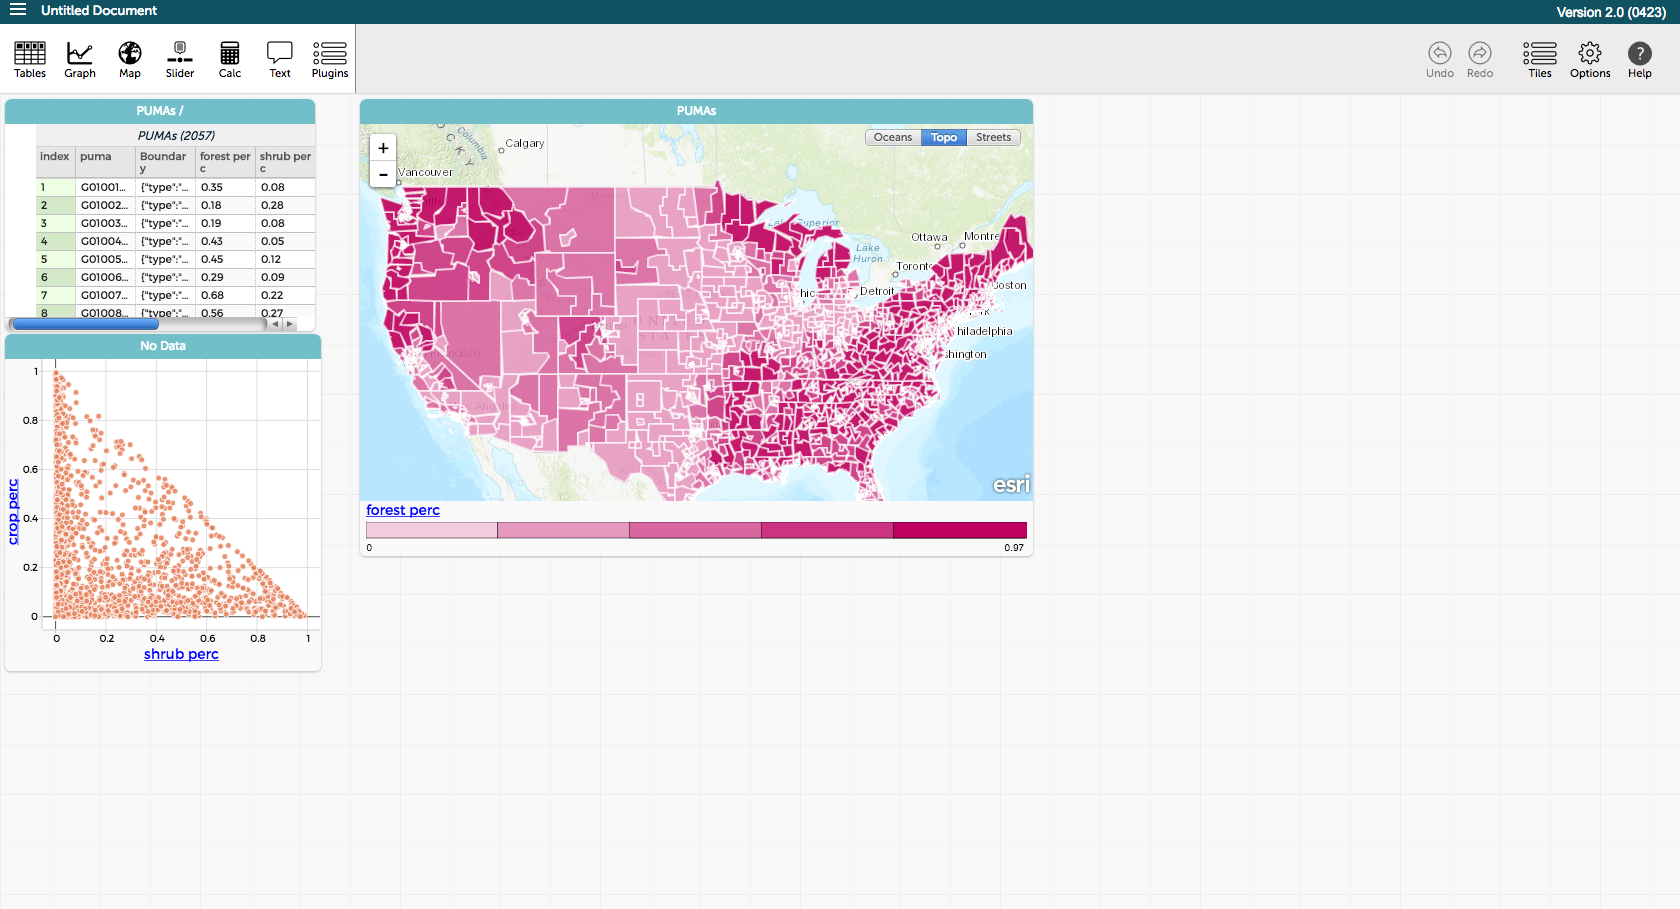 Untitled Document
Version 2.0 (0423)
Tables Graph Map Slider Calc Text Plugins
Undo Redo Tiles Options Help
PUMAs /
PUMAs (2057)
index puma Boundar y forest per c shrub per c
1 G01001... {"type":"... 0.35 0.08
2 G01002... {"type":"... 0.18 0.28
3 G01003... {"type":"... 0.19 0.08
4 G01004... {"type":"... 0.43 0.05
5 G01005... {"type":"... 0.45 0.12
6 G01006... {"type":"... 0.29 0.09
7 G01007... {"type":"... 0.68 0.22
8 G01008... {"type":"... 0.56 0.27
No Data
1
0.8
0.6
0.4
0.2
0
crop perc
0 0.2 0.4 0.6 0.8 1
shrub perc
PUMAs
+
-
Oceans Topo Streets
Calgary
Columbia
Vancouver
Lake Superior
Ottawa
Montre
Lake
Huron
Toronto
Detroit
hic
Boston
hiladelphia
shington
esri
forest perc
0 0.97